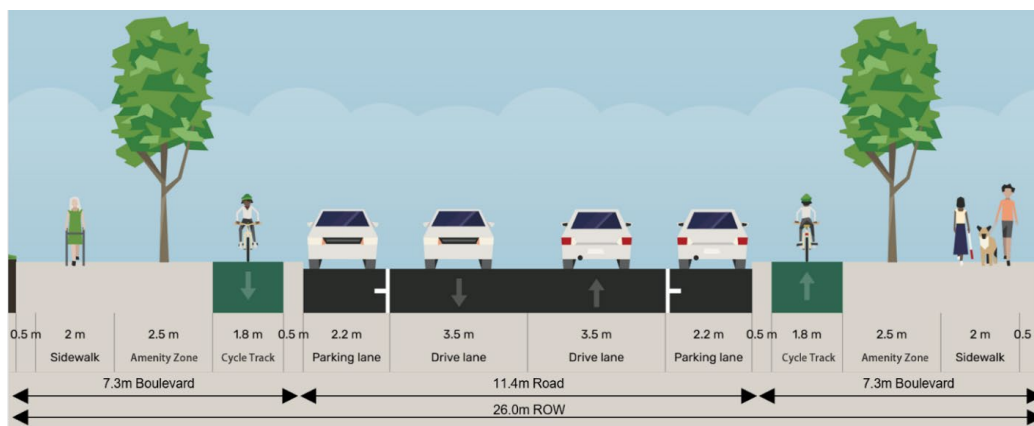 0.5 m 2 m 2.5 m 1.8 m 0.5 m 2.2 m 3.5 m 3.5 m 2.2 m 0.5 m 1.8 m 2.5 m 2 m 0.5
Sidewalk Amenity Zone Cycle Track Parking lane Drive lane Drive lane Parking lane Cycle Track Amenity Zone Sidewalk
7.3m Boulevard 11.4m Road 7.3m Boulevard
26.0m ROW